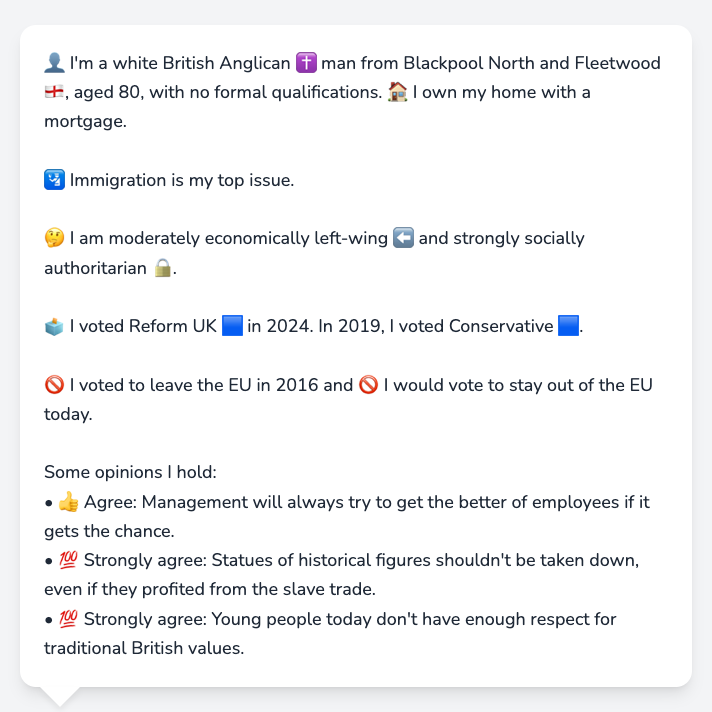 👤 I'm a white British Anglican ✝️ man from Blackpool North and Fleetwood
🏴󠁧󠁢󠁥󠁮󠁧󠁿, aged 80, with no formal qualifications. 🏠 I own my home with a
mortgage.
🛂 Immigration is my top issue.
🤔 I am moderately economically left-wing ⬅️ and strongly socially
authoritarian 🔒.
🗳️ I voted Reform UK 🟦 in 2024. In 2019, I voted Conservative 🟦.
🚫 I voted to leave the EU in 2016 and 🚫 I would vote to stay out of the EU
today.
Some opinions I hold:
• 👍 Agree: Management will always try to get the better of employees if it
gets the chance.
• 💯 Strongly agree: Statues of historical figures shouldn't be taken down,
even if they profited from the slave trade.
• 💯 Strongly agree: Young people today don't have enough respect for
traditional British values.